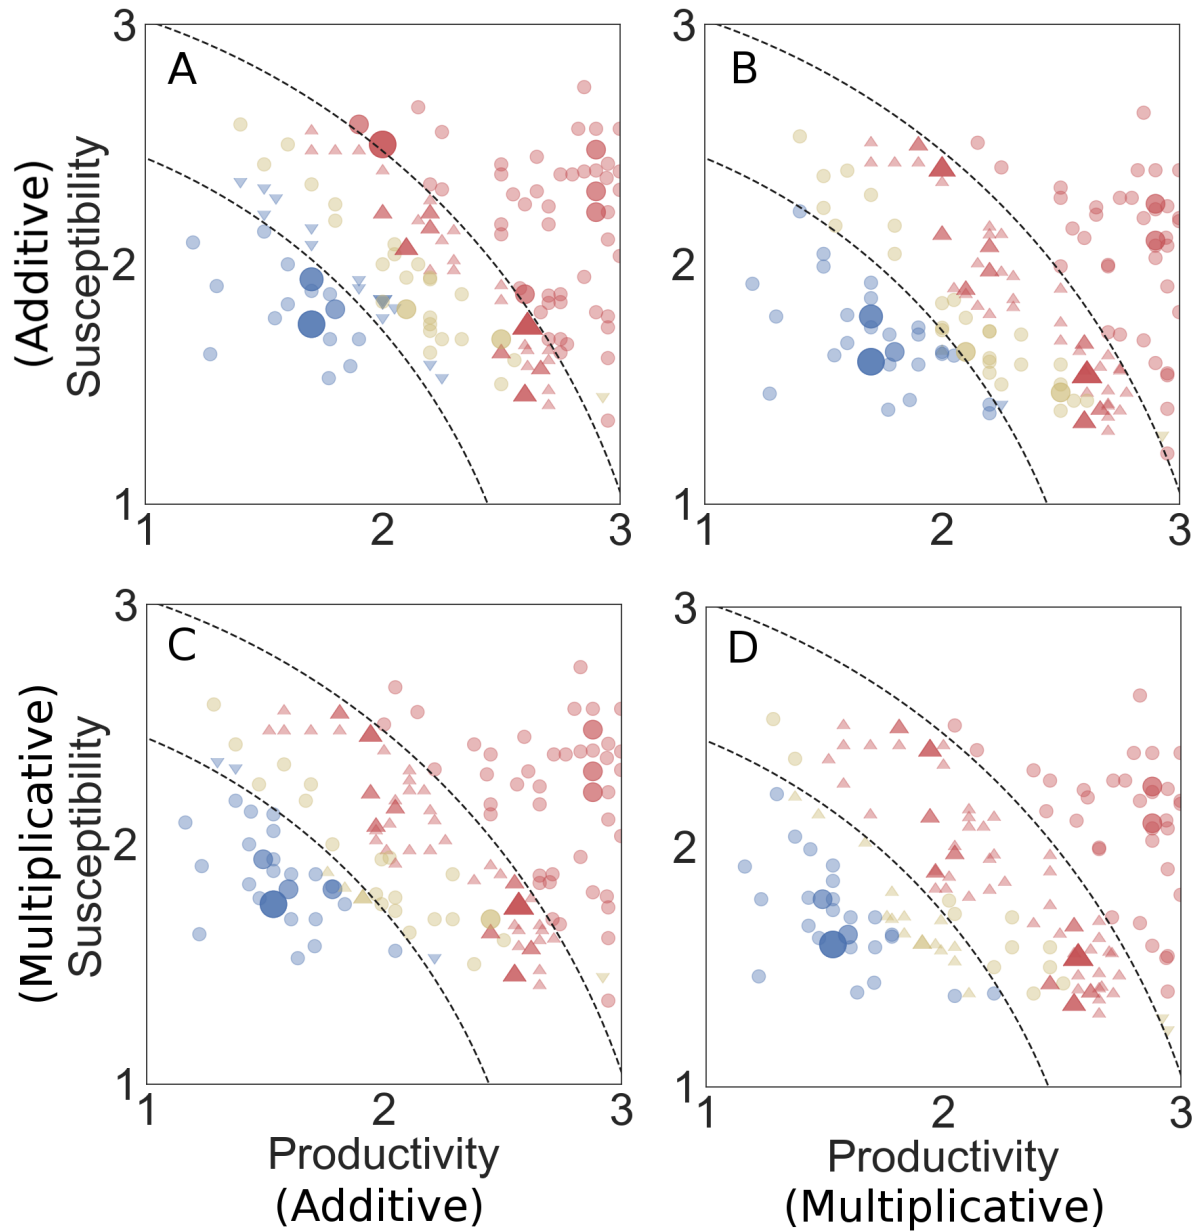 A
B
3
2
1
1
2
3
(Additive)
Susceptibility
3
2
1
1
2
3
C
D
3
2
1
1
2
3
(Multiplicative)
Susceptibility
3
2
1
1
2
3
Productivity
(Additive)
Productivity
(Multiplicative)